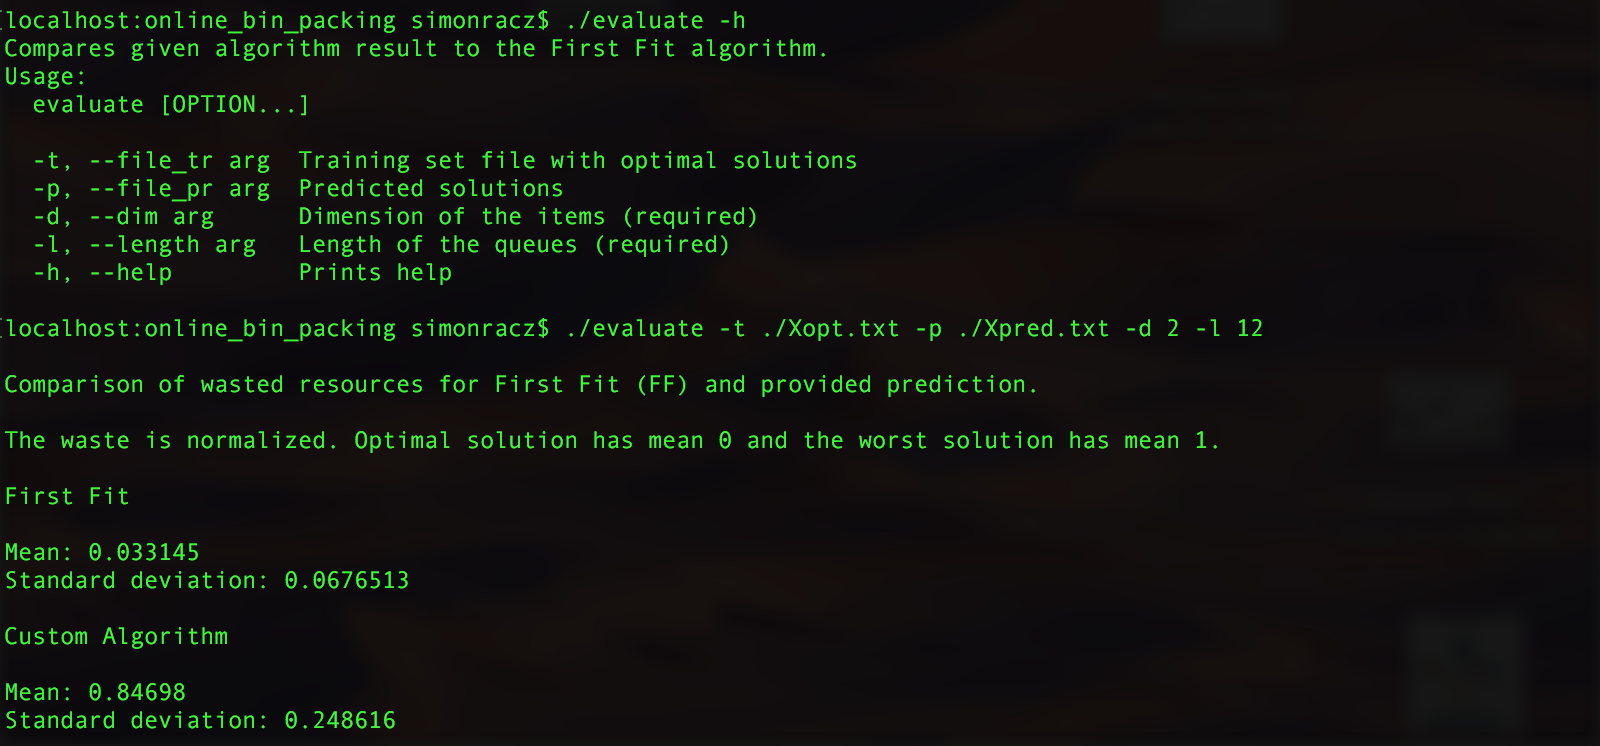 [localhost:online_bin_packing simonracz$ ./evaluate -h
Compares given algorithm result to the First Fit algorithm.
Usage:
  evaluate [OPTION...]

  -t, --file_tr arg  Training set file with optimal solutions
  -p, --file_pr arg  Predicted solutions
  -d, --dim arg      Dimension of the items (required)
  -l, --length arg   Length of the queues (required)
  -h, --help         Prints help

[localhost:online_bin_packing simonracz$ ./evaluate -t ./Xopt.txt -p ./Xpred.txt -d 2 -l 12

Comparison of wasted resources for First Fit (FF) and provided prediction.

The waste is normalized. Optimal solution has mean 0 and the worst solution has mean 1.

First Fit

Mean: 0.033145
Standard deviation: 0.0676513

Custom Algorithm

Mean: 0.84698
Standard deviation: 0.248616